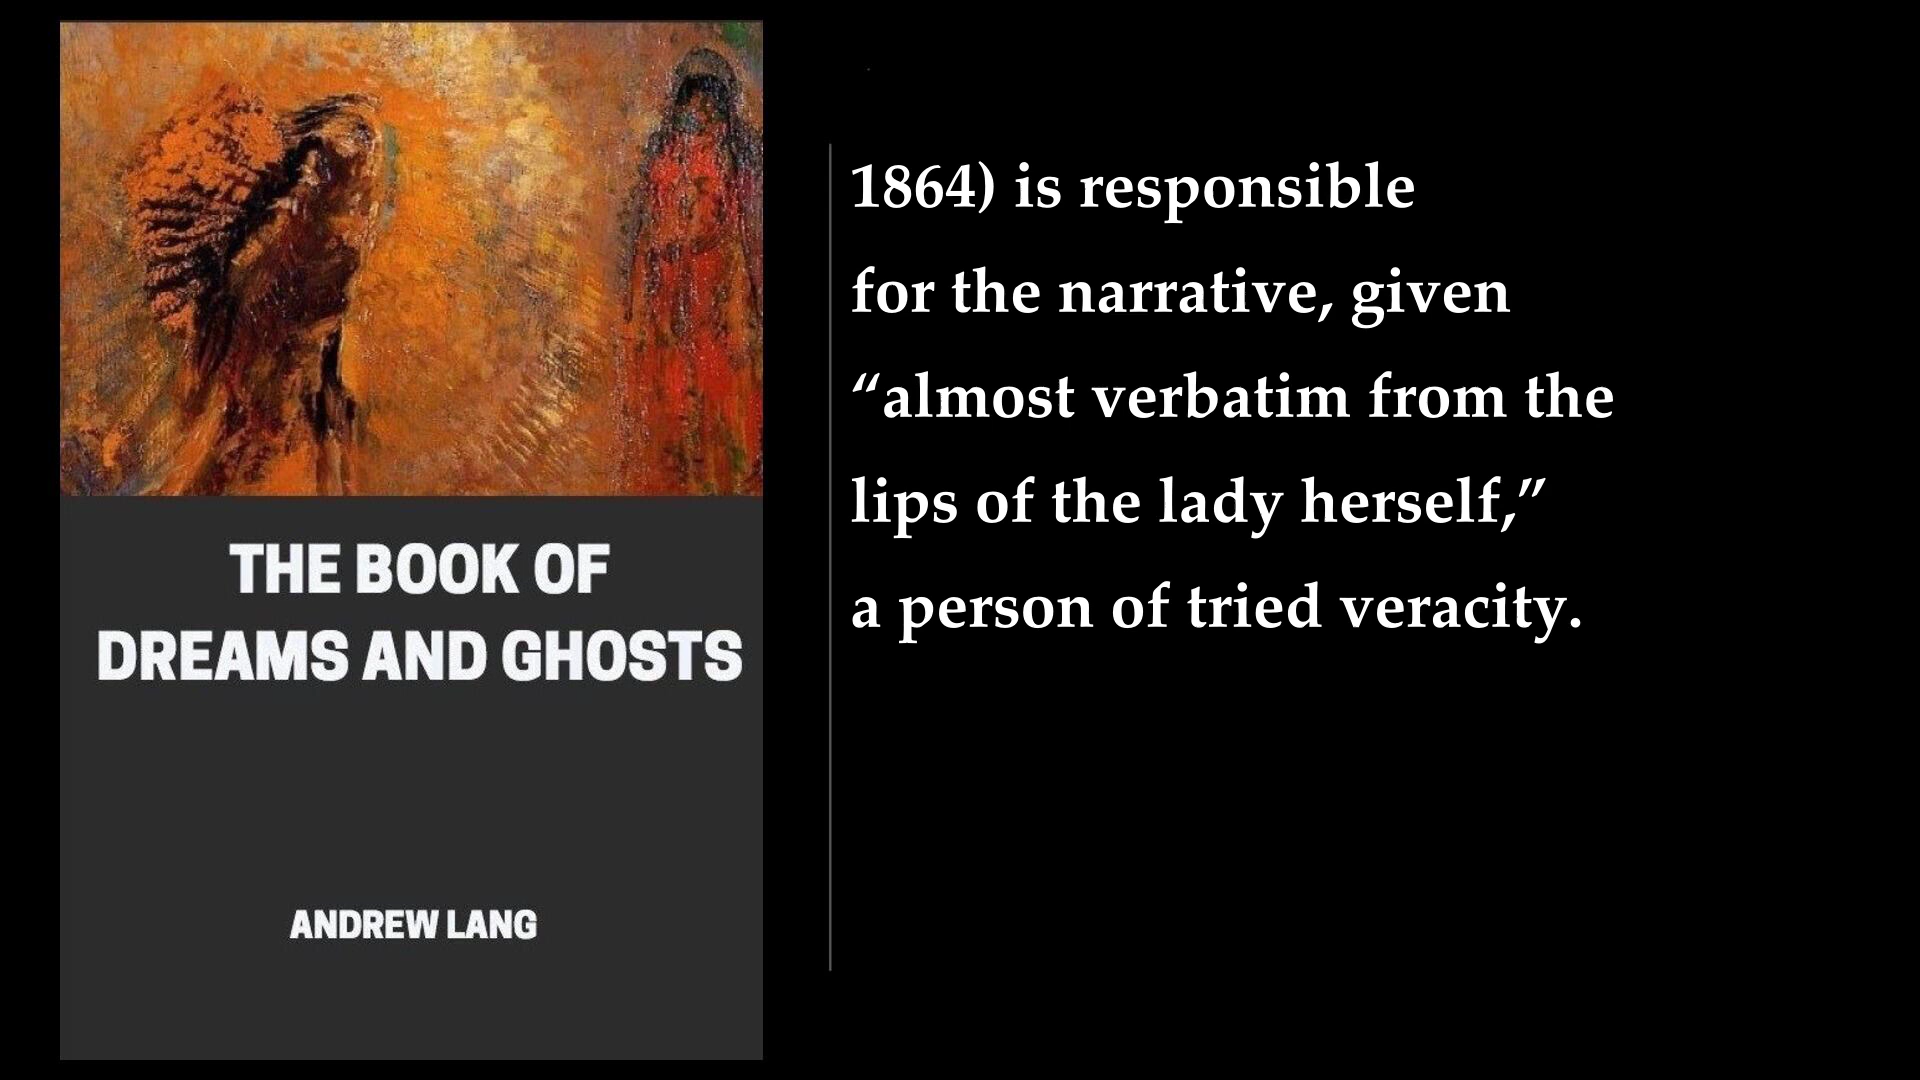 THE BOOK OF
DREAMS AND GHOSTS
ANDREW LANG
1864) is responsible
for the narrative, given
“almost verbatim from the
lips of the lady herself,”
a person of tried veracity.